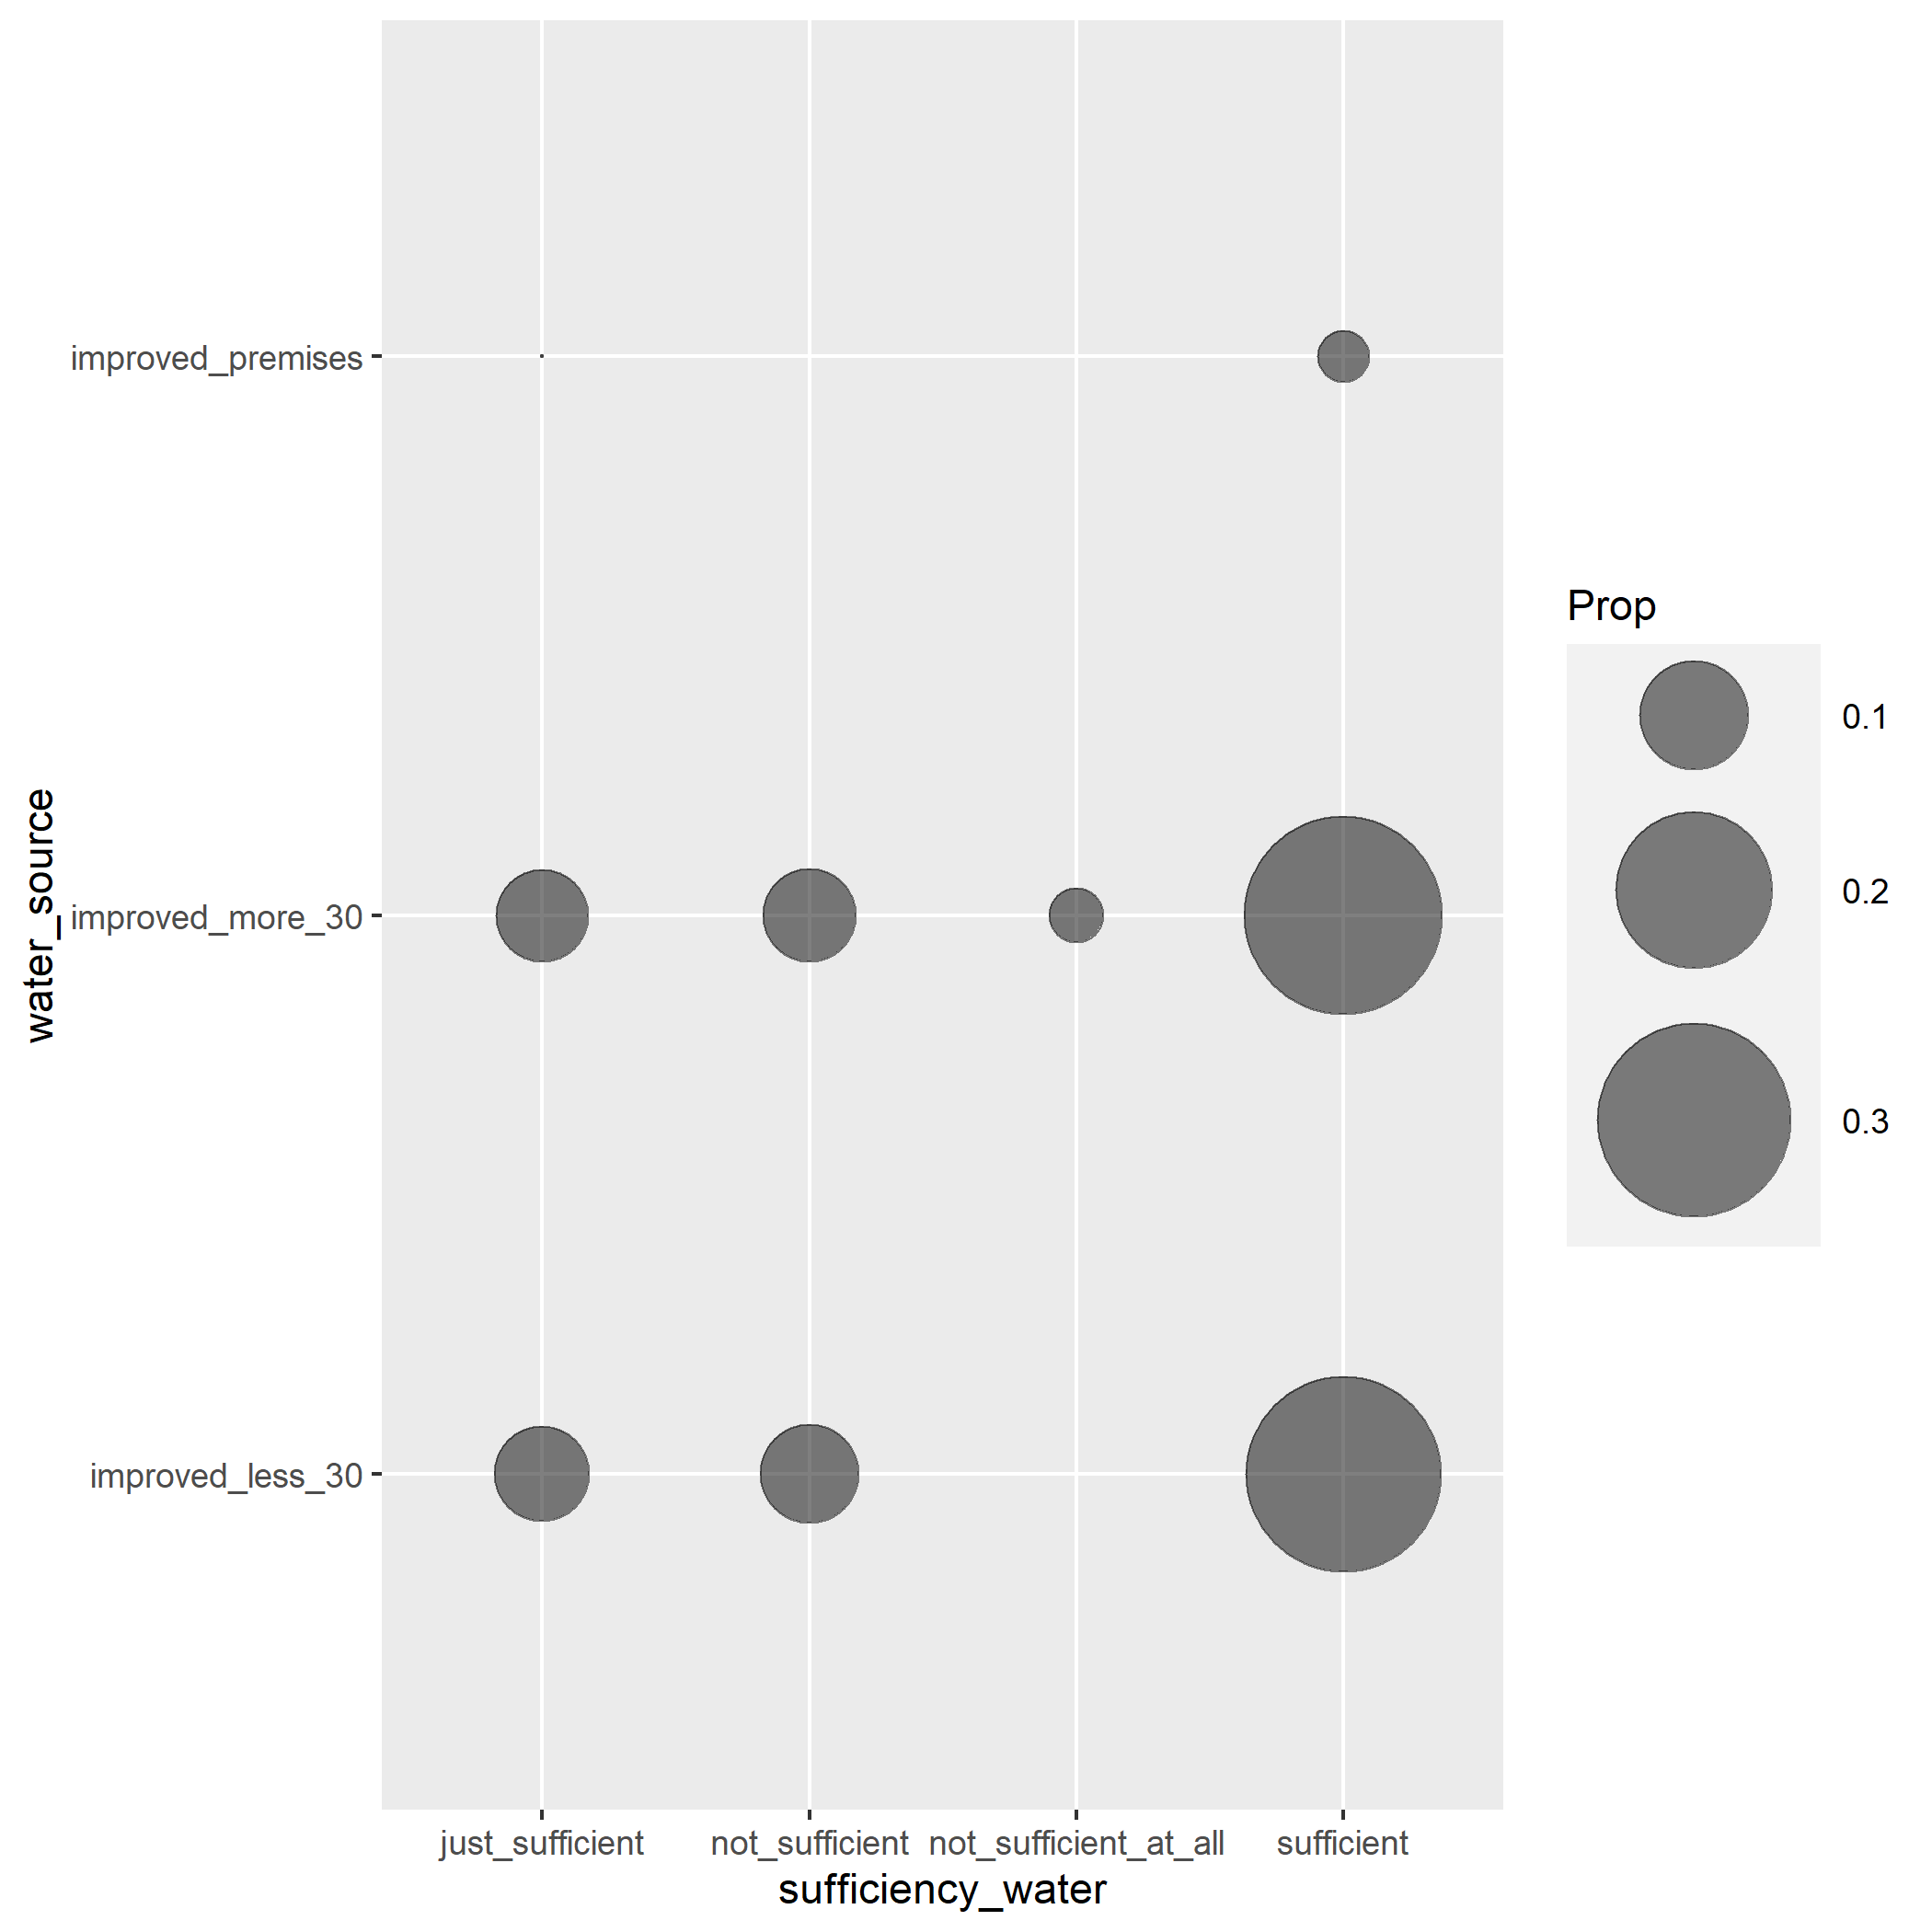 water_source
improved_premises
improved_more_30
improved_less_30
just_sufficient not_sufficient not_sufficient_at_all sufficient
sufficiency_water
Prop
0.1
0.2
0.3